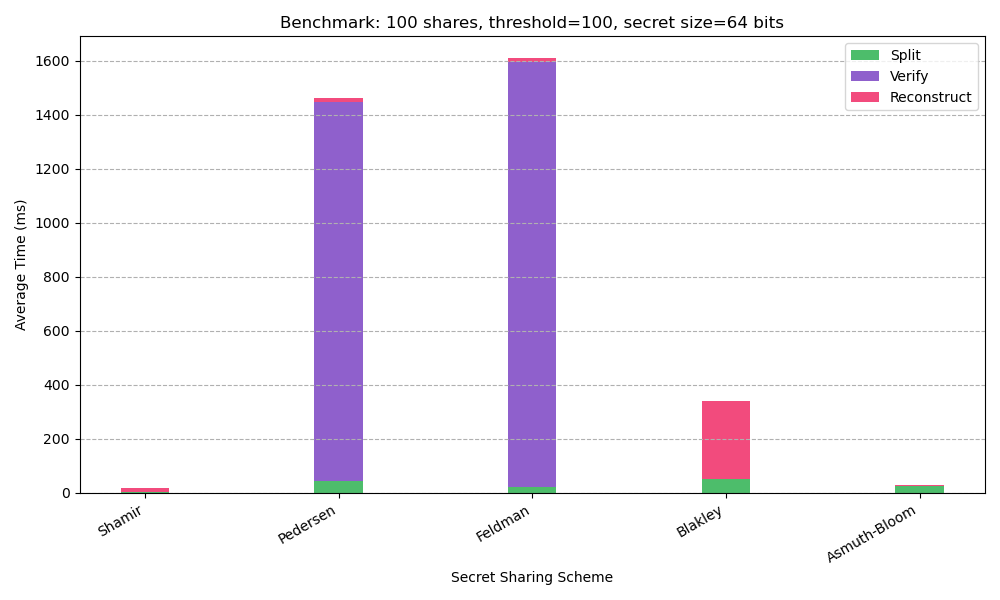 Benchmark: 100 shares, threshold=100, secret size=64 bits
Split
Verify
Reconstruct
1600
1400
1200
1000
800
600
400
200
0
Average Time (ms)
Shamir
Pedersen
Feldman
Blakley
Asmuth-Bloom
Secret Sharing Scheme